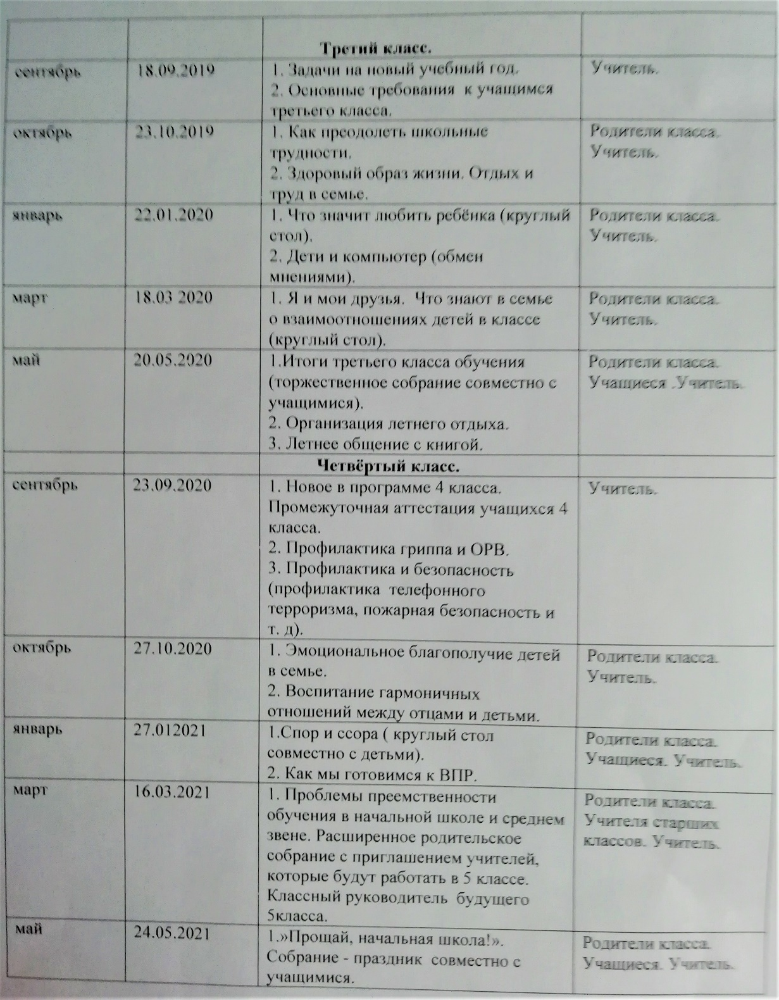 Третий класс.
сентябрь 18.09.2019 1. Задачи на новый учебный год. Учитель.
2. Основные требования к учащимся
третьего класса.
октябрь 23.10.2019 1. Как преодолеть школьные Родители класса.
трудности. Учитель.
2. Здоровый образ жизни. Отдых и
труд в семье.
январь 22.01.2020 1. Что значит любить ребёнка (круглый Родители класса.
стол). Учитель.
2. Дети и компьютер (обмен
мнениями).
март 18.03 2020 1. Я и мои друзья. Что знают в семье Родители класса.
о взаимоотношениях детей в классе Учитель.
(круглый стол).
май 20.05.2020 1.Итоги третьего класса обучения Родители класса.
(торжественное собрание совместно с Учащиеся .Учитель.
учащимися).
2. Организация летнего отдыха.
3. Летнее общение с книгой.
Четвёртый класс.
сентябрь 23.09.2020 1. Новое в программе 4 класса. Учитель.
Промежуточная аттестация учащихся 4
класса.
2. Профилактика гриппа и ОРВ.
3. Профилактика и безопасность
(профилактика телефонного
терроризма, пожарная безопасность и
т. д).
октябрь 27.10.2020 1. Эмоциональное благополучие детей Родители класса.
в семье. Учитель.
2. Воспитание гармоничных
отношений между отцами и детьми.
январь 27.012021 1.Спор и ссора ( круглый стол Родители класса.
совместно с детьми). Учащиеся. Учитель.
2. Как мы готовимся к ВПР.
март 16.03.2021 1. Проблемы преемственности Родители класса.
обучения в начальной школе и среднем Учителя старших
звене. Расширенное родительское классов. Учитель.
собрание с приглашением учителей,
которые будут работать в 5 классе.
Классный руководитель будущего
5класса.
май 24.05.2021 1.»Прощай, начальная школа!». Родители класса.
Собрание - праздник совместно с Учащиеся. Учитель.
учащимися.